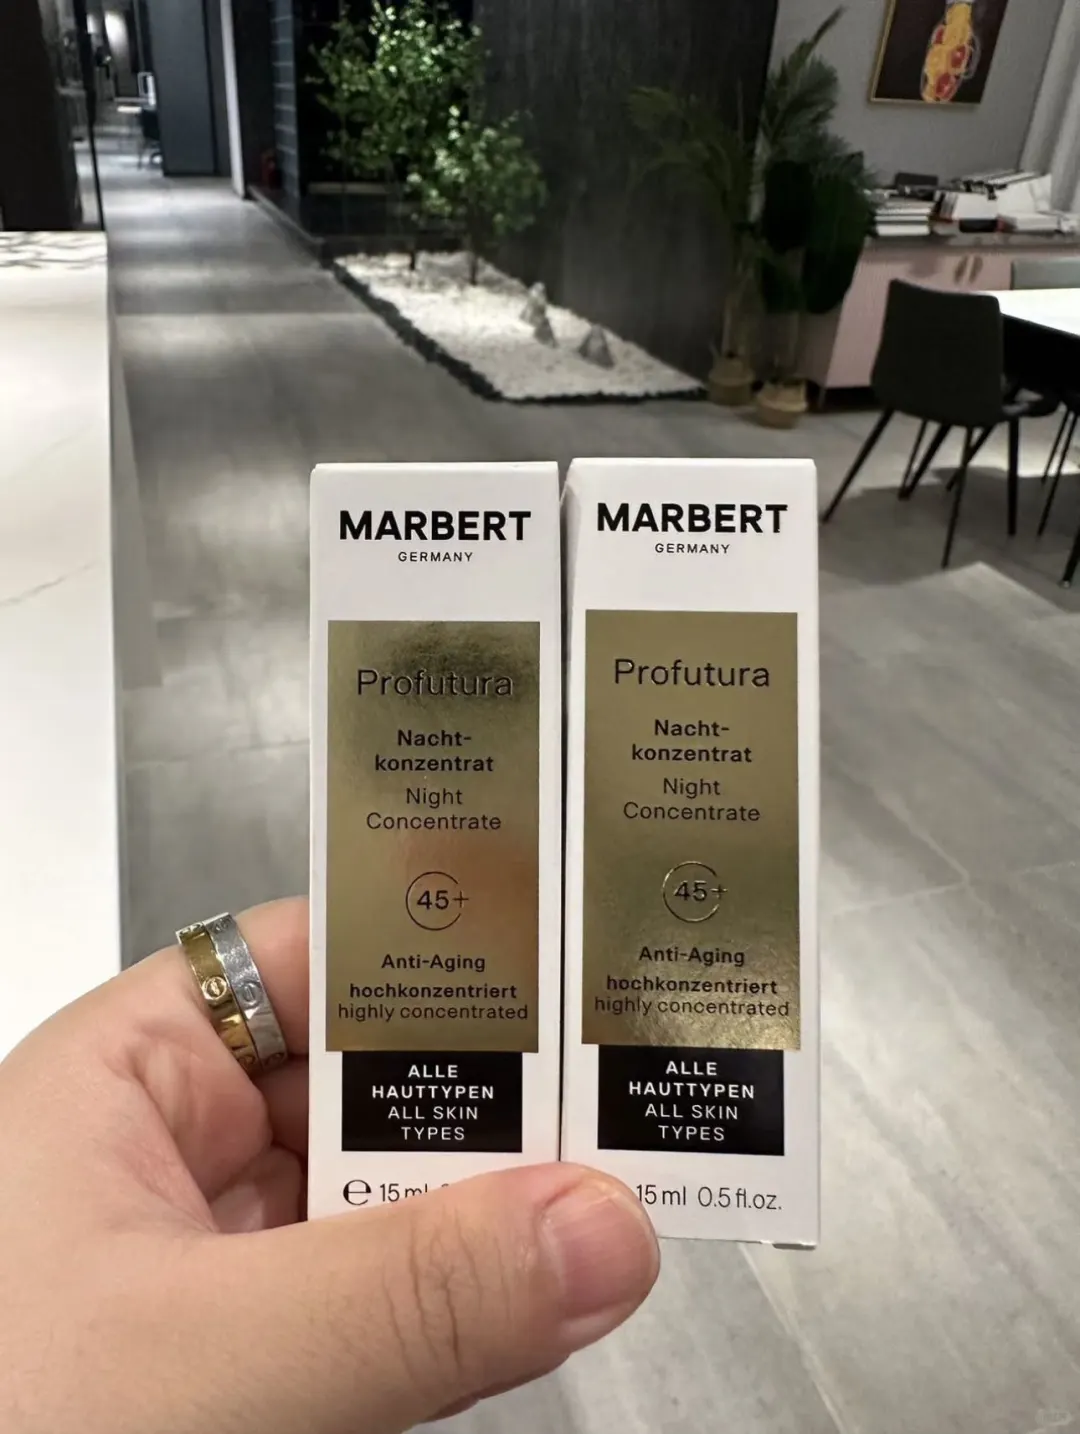 MARBERT
GERMANY
Profutura
Nacht-
konzentrat
Night
Concentrate
45+
Anti-Aging
hochkonzentriert
highly concentrated
ALLE
HAUTTYPEN
ALL SKIN
TYPES
℮ 15 ml
MARBERT
GERMANY
Profutura
Nacht-
konzentrat
Night
Concentrate
45+
Anti-Aging
hochkonzentriert
highly concentrated
ALLE
HAUTTYPEN
ALL SKIN
TYPES
15 ml 0.5 fl.oz.